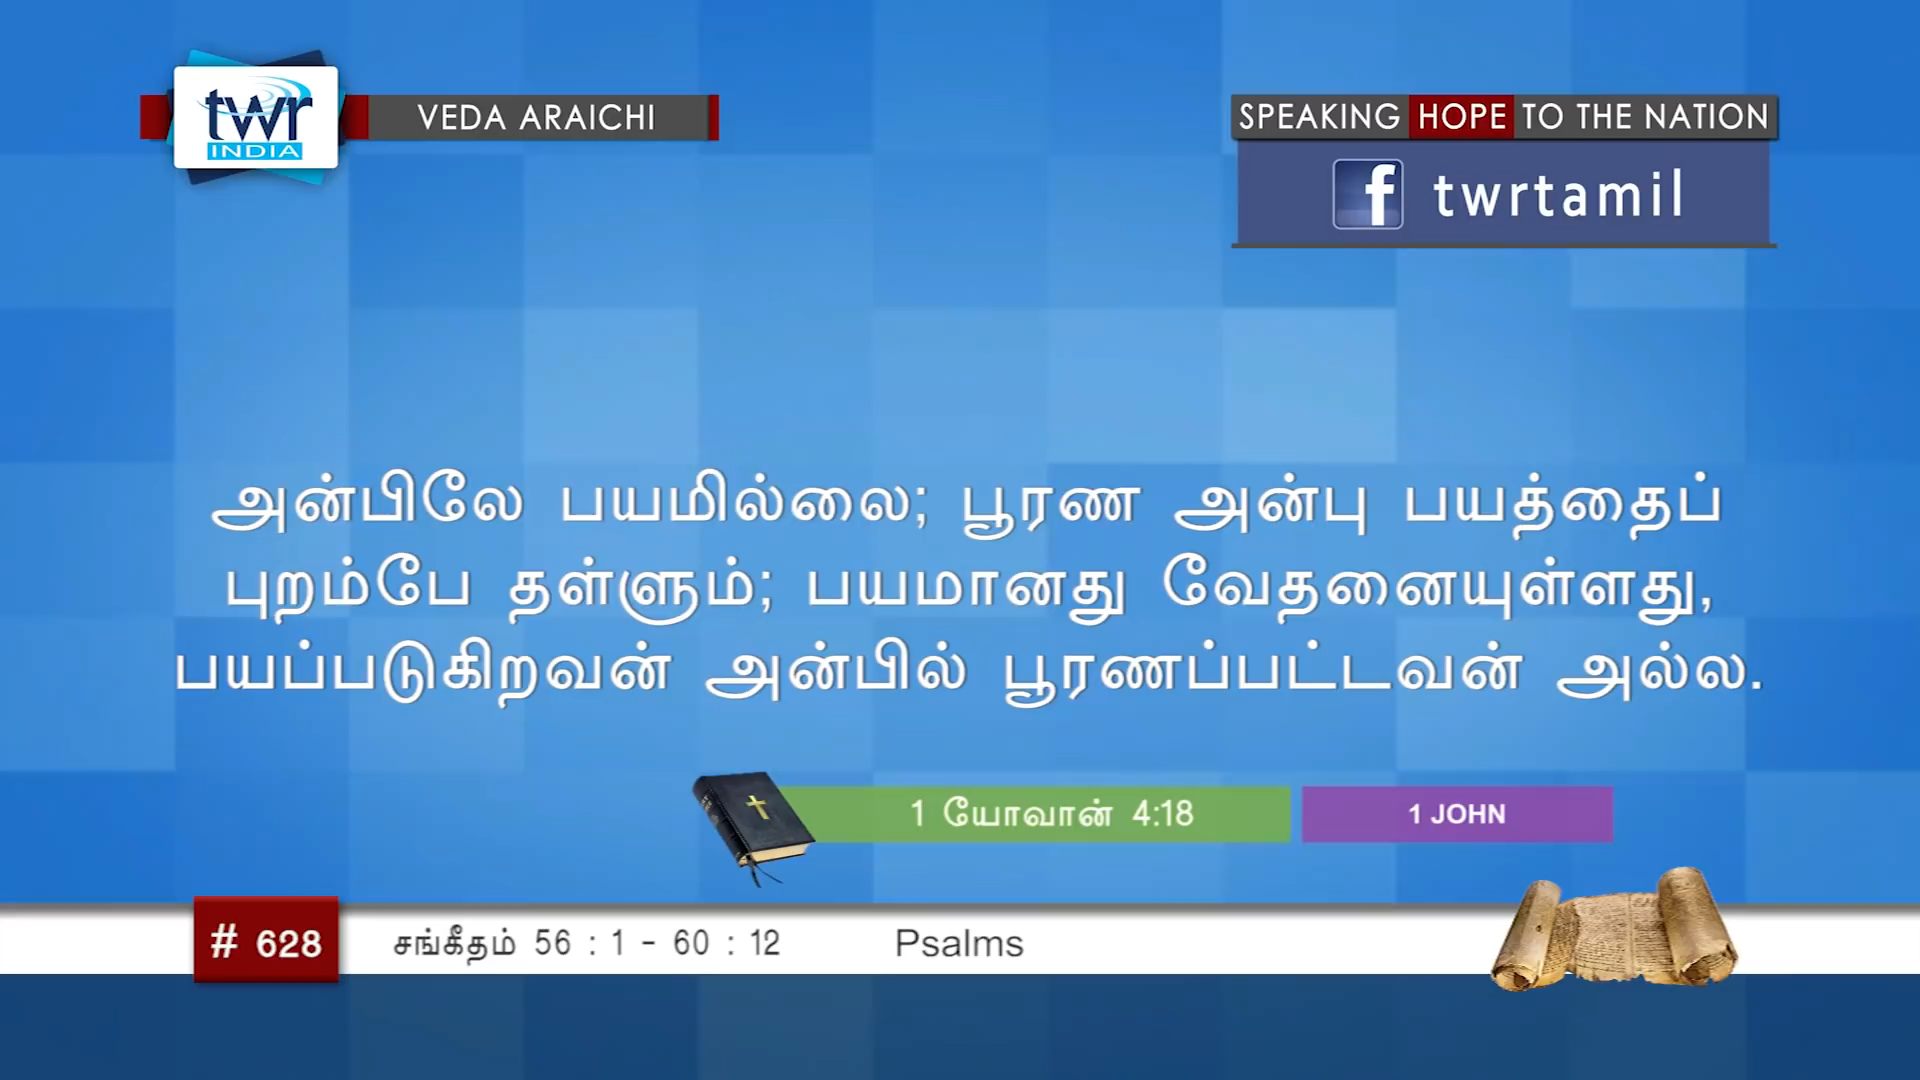 twr
INDIA
VEDA ARAICHI
SPEAKING HOPE TO THE NATION
f twrtamil
அன்பிலே பயமில்லை; பூரண அன்பு பயத்தைப்
புறம்பே தள்ளும்; பயமானது வேதனையுள்ளது,
பயப்படுகிறவன் அன்பில் பூரணப்பட்டவன் அல்ல.
1 யோவான் 4:18
1 JOHN
# 628
சங்கீதம் 56 : 1 - 60 : 12
Psalms